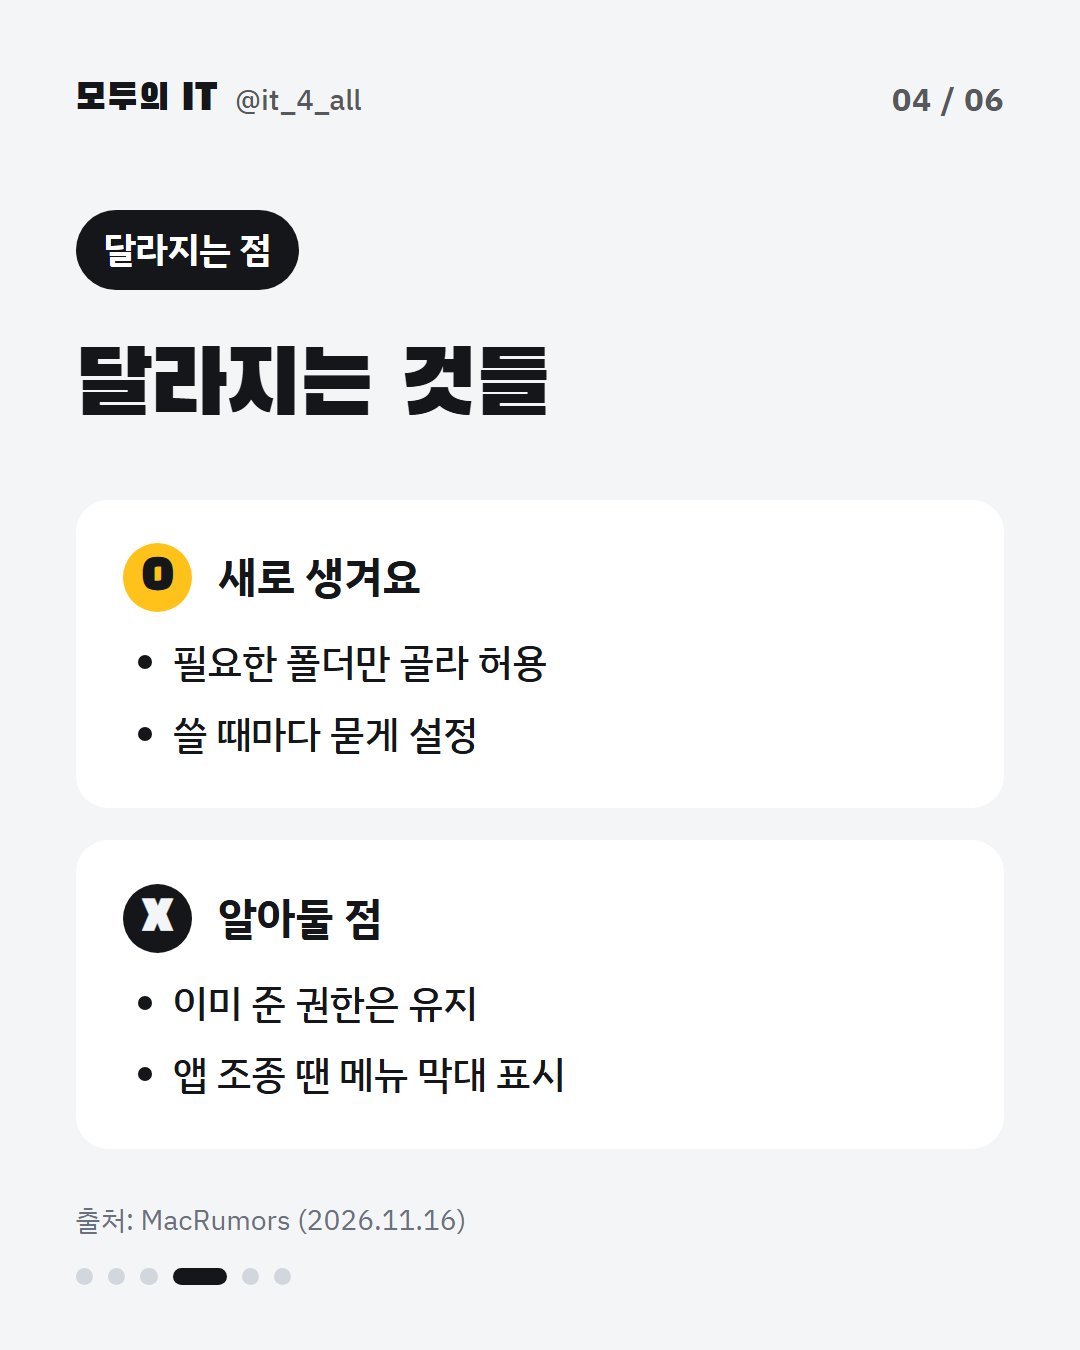 모두의 IT @it_4_all
04 / 06
달라지는 점
달라지는 것들
O 새로 생겨요
• 필요한 폴더만 골라 허용
• 쓸 때마다 묻게 설정
X 알아둘 점
• 이미 준 권한은 유지
• 앱 조종 땐 메뉴 막대 표시
출처: MacRumors (2026.11.16)